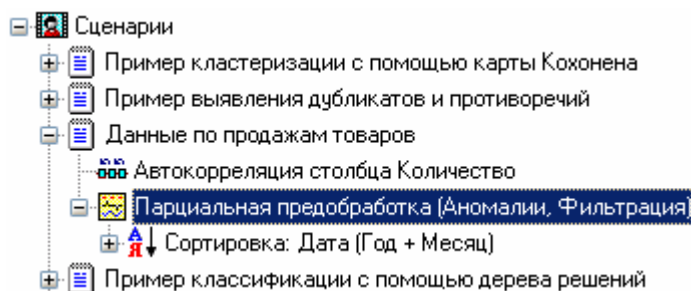 Сценарии
Пример кластеризации с помощью карты Кохонена
Пример выявления дубликатов и противоречий
Данные по продажам товаров
Автокорреляция столбца Количество
Парциальная предобработка (Аномалии, Фильтрация)
Сортировка: Дата (Год + Месяц)
Пример классификации с помощью дерева решений